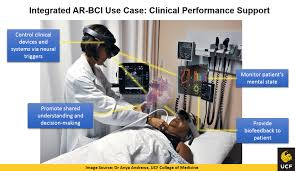 Integrated AR-BCI Use Case: Clinical Performance Support
Control clinical
devices and
systems via neural
triggers
Monitor patient's
mental state
Promote shared
understanding and
decision-making
Provide
biofeedback to
patient
Image Source: Dr Anya Andrews, UCF College of Medicine
UCF